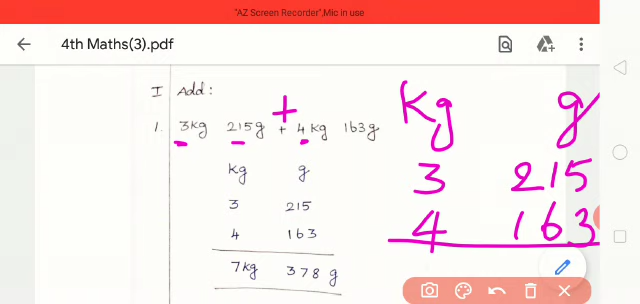 "AZ Screen Recorder",Mic in use
4th Maths(3).pdf
I Add:
+
1. 3kg 215g + 4kg 163g
kg g
3 215
4 163
7kg 378 g
kg g
3 215
4 163